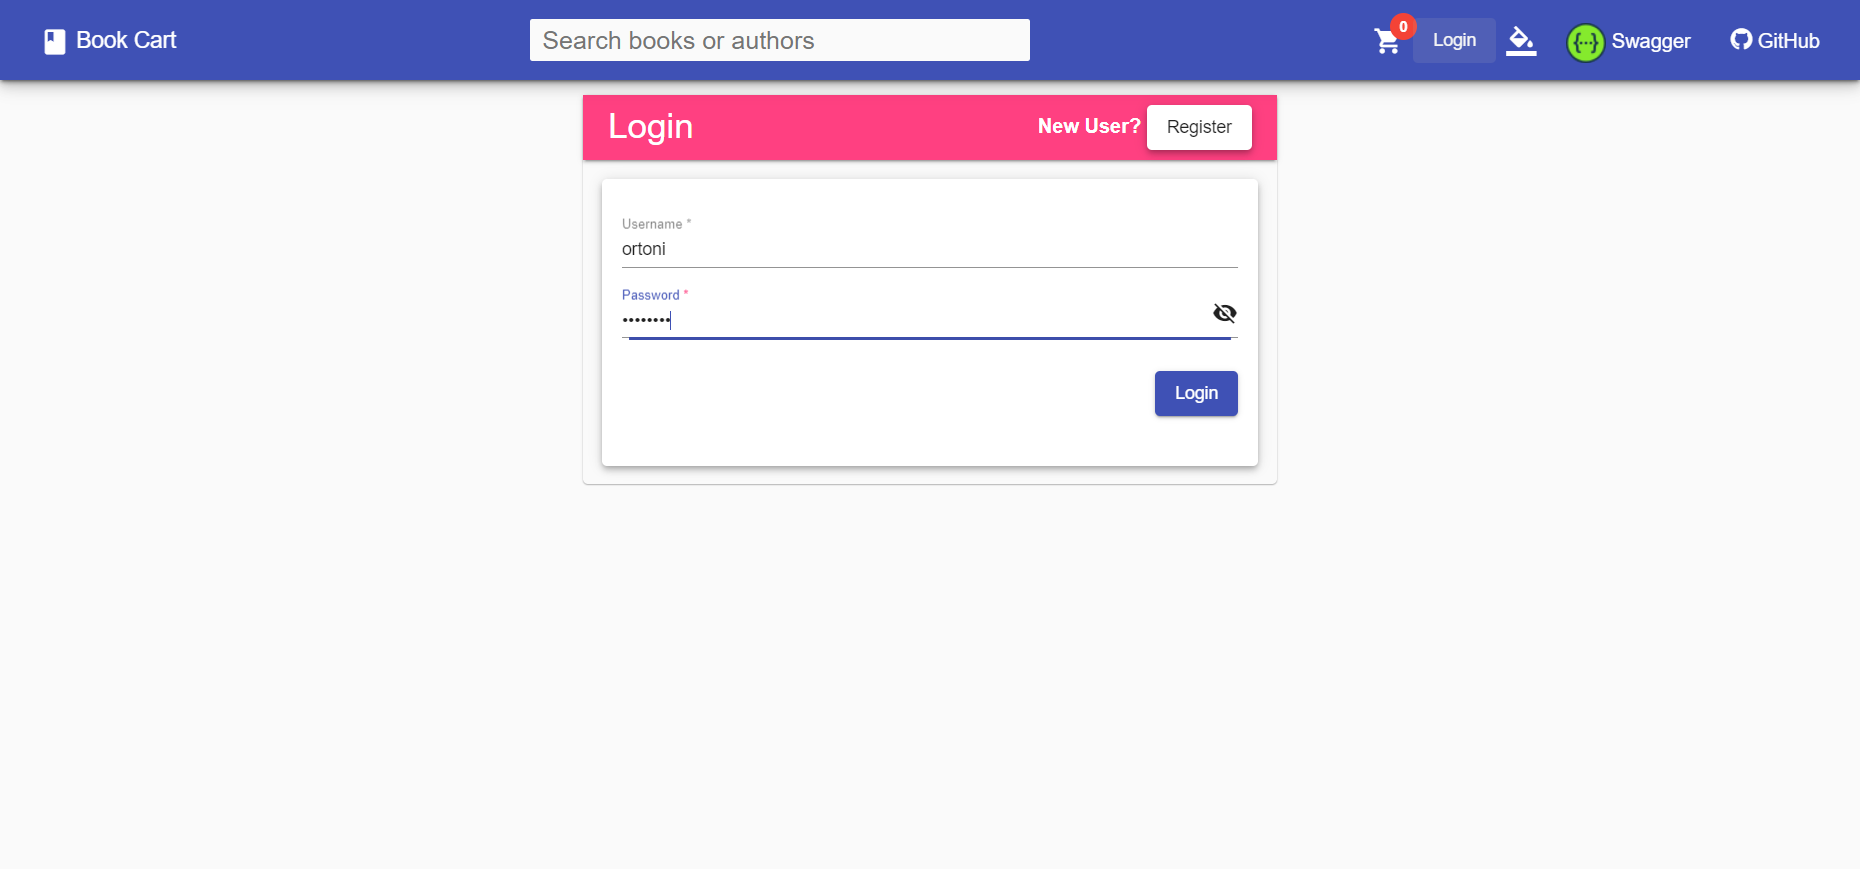 Book Cart
Search books or authors
0
Login
Swagger
GitHub
Login
New User?
Register
Username *
ortoni
Password *
••••••••
Login